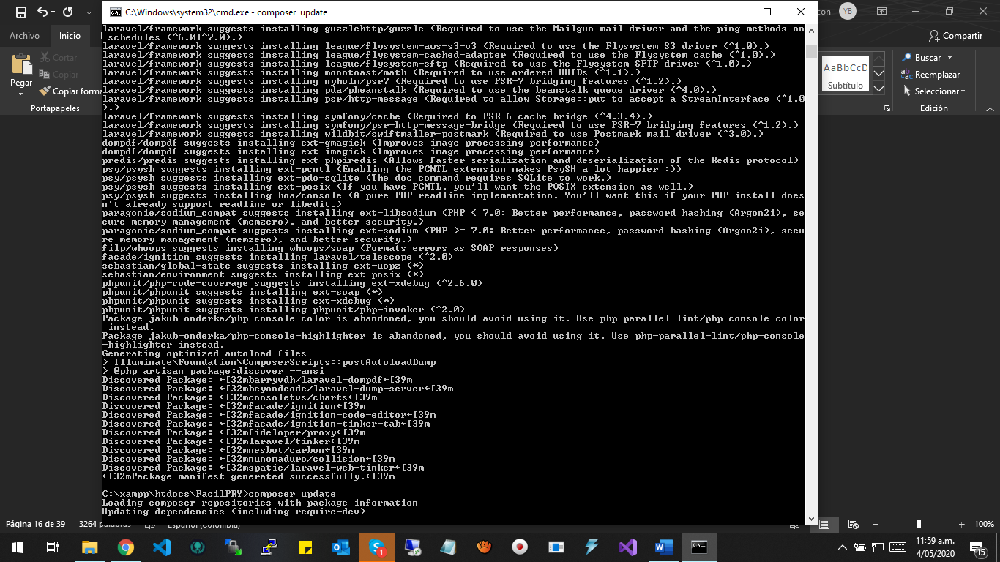 C:\Windows\system32\cmd.exe - composer  update
con YB
Archivo Inicio
Compartir
Pegar
Cortar
Copiar
Copiar forma
Portapapeles
AaBbCcD
Subtítulo
Buscar
Reemplazar
Seleccionar
Edición
laravel/framework suggests installing guzzlehttp/guzzle (Required to use the Mailgun mail driver and the ping methods on
 schedules (^6.0|^7.0).)
laravel/framework suggests installing league/flysystem-aws-s3-v3 (Required to use the Flysystem S3 driver (^1.0).)
laravel/framework suggests installing league/flysystem-cached-adapter (Required to use the Flysystem cache (^1.0).)
laravel/framework suggests installing league/flysystem-sftp (Required to use the Flysystem SFTP driver (^1.0).)
laravel/framework suggests installing moontoast/math (Required to use ordered UUIDs (^1.1).)
laravel/framework suggests installing nyholm/psr7 (Required to use PSR-7 bridging features (^1.2).)
laravel/framework suggests installing pda/pheanstalk (Required to use the beanstalk queue driver (^4.0).)
laravel/framework suggests installing psr/http-message (Required to allow Storage::put to accept a StreamInterface (^1.0
).)
laravel/framework suggests installing symfony/cache (Required to PSR-6 cache bridge (^4.3.4).)
laravel/framework suggests installing symfony/psr-http-message-bridge (Required to use PSR-7 bridging features (^1.2).)
laravel/framework suggests installing wildbit/swiftmailer-postmark (Required to use Postmark mail driver (^3.0).)
dompdf/dompdf suggests installing ext-gmagick (Improves image processing performance)
dompdf/dompdf suggests installing ext-imagick (Improves image processing performance)
predis/predis suggests installing ext-phpiredis (Allows faster serialization and deserialization of the Redis protocol)
psy/psysh suggests installing ext-pcntl (Enabling the PCNTL extension makes PsySH a lot happier :))
psy/psysh suggests installing ext-pdo-sqlite (The doc command requires SQLite to work.)
psy/psysh suggests installing ext-posix (If you have PCNTL, you'll want the POSIX extension as well.)
psy/psysh suggests installing hoa/console (A pure PHP readline implementation. You'll want this if your PHP install does
n't already support readline or libedit.)
paragonie/sodium_compat suggests installing ext-libsodium (PHP < 7.0: Better performance, password hashing (Argon2i), se
cure memory management (memzero), and better security.)
paragonie/sodium_compat suggests installing ext-sodium (PHP >= 7.0: Better performance, password hashing (Argon2i), secu
re memory management (memzero), and better security.)
filp/whoops suggests installing whoops/soap (Formats errors as SOAP responses)
facade/ignition suggests installing laravel/telescope (^2.0)
sebastian/global-state suggests installing ext-uopz (*)
sebastian/environment suggests installing ext-posix (*)
phpunit/php-code-coverage suggests installing ext-xdebug (^2.6.0)
phpunit/phpunit suggests installing ext-soap (*)
phpunit/phpunit suggests installing ext-xdebug (*)
phpunit/phpunit suggests installing phpunit/php-invoker (^2.0)
Package jakub-onderka/php-console-color is abandoned, you should avoid using it. Use php-parallel-lint/php-console-color
 instead.
Package jakub-onderka/php-console-highlighter is abandoned, you should avoid using it. Use php-parallel-lint/php-console
-highlighter instead.
Generating optimized autoload files
> Illuminate\Foundation\ComposerScripts::postAutoloadDump
> @php artisan package:discover --ansi
Discovered Package: ←[32mbarryvdh/laravel-dompdf←[39m
Discovered Package: ←[32mbeyondcode/laravel-dump-server←[39m
Discovered Package: ←[32mconsoletvs/charts←[39m
Discovered Package: ←[32mfacade/ignition←[39m
Discovered Package: ←[32mfacade/ignition-code-editor←[39m
Discovered Package: ←[32mfacade/ignition-tinker-tab←[39m
Discovered Package: ←[32mfideloper/proxy←[39m
Discovered Package: ←[32mlaravel/tinker←[39m
Discovered Package: ←[32mnesbot/carbon←[39m
Discovered Package: ←[32mnunomaduro/collision←[39m
Discovered Package: ←[32mspatie/laravel-web-tinker←[39m
←[32mPackage manifest generated successfully.←[39m
C:\xampp\htdocs\FacilPRY>composer update
Loading composer repositories with package information
Updating dependencies (including require-dev)
Página 16 de 39 3264 palabras Español (Colombia) 100%
11:59 a.m.
4/05/2020
1
15